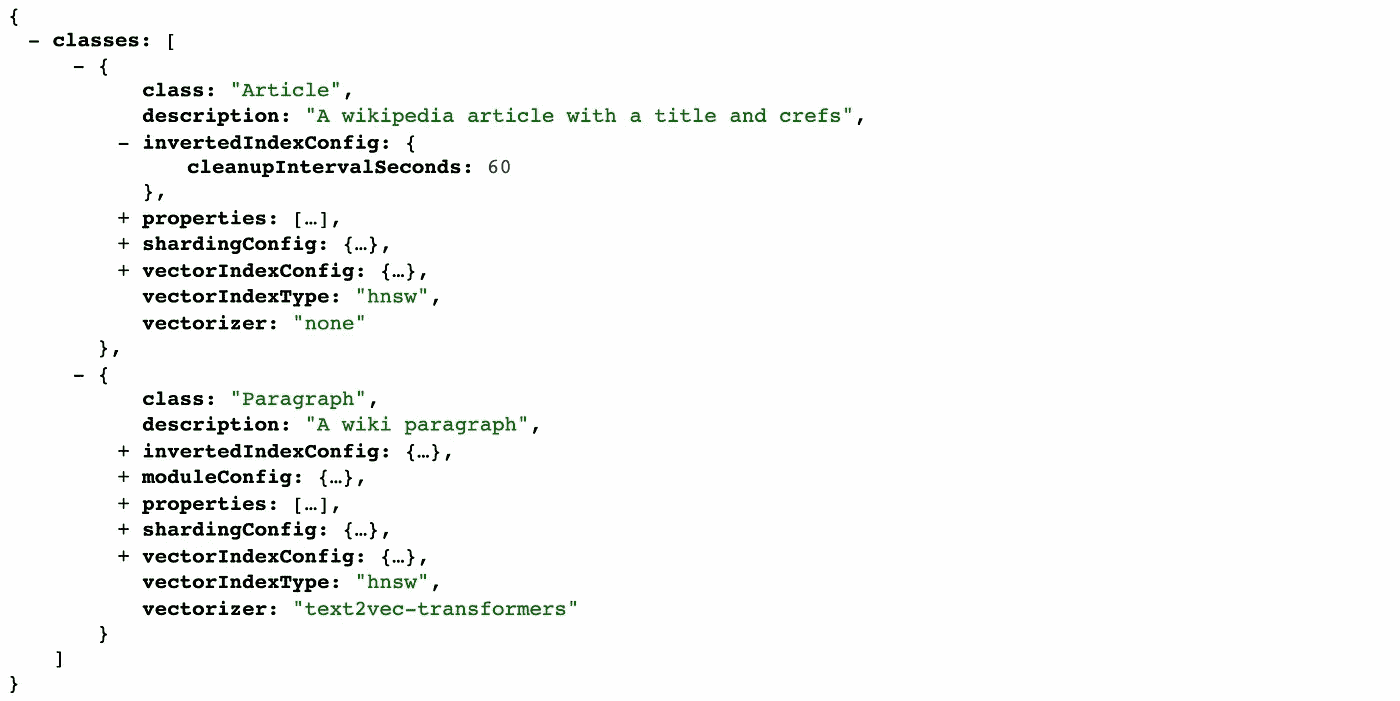 {
- classes: [
- {
class: "Article",
description: "A wikipedia article with a title and crefs",
- invertedIndexConfig: {
cleanupIntervalSeconds: 60
},
+ properties: […],
+ shardingConfig: {…},
+ vectorIndexConfig: {…},
vectorIndexType: "hnsw",
vectorizer: "none"
},
- {
class: "Paragraph",
description: "A wiki paragraph",
+ invertedIndexConfig: {…},
+ moduleConfig: {…},
+ properties: […],
+ shardingConfig: {…},
+ vectorIndexConfig: {…},
vectorIndexType: "hnsw",
vectorizer: "text2vec-transformers"
}
]
}